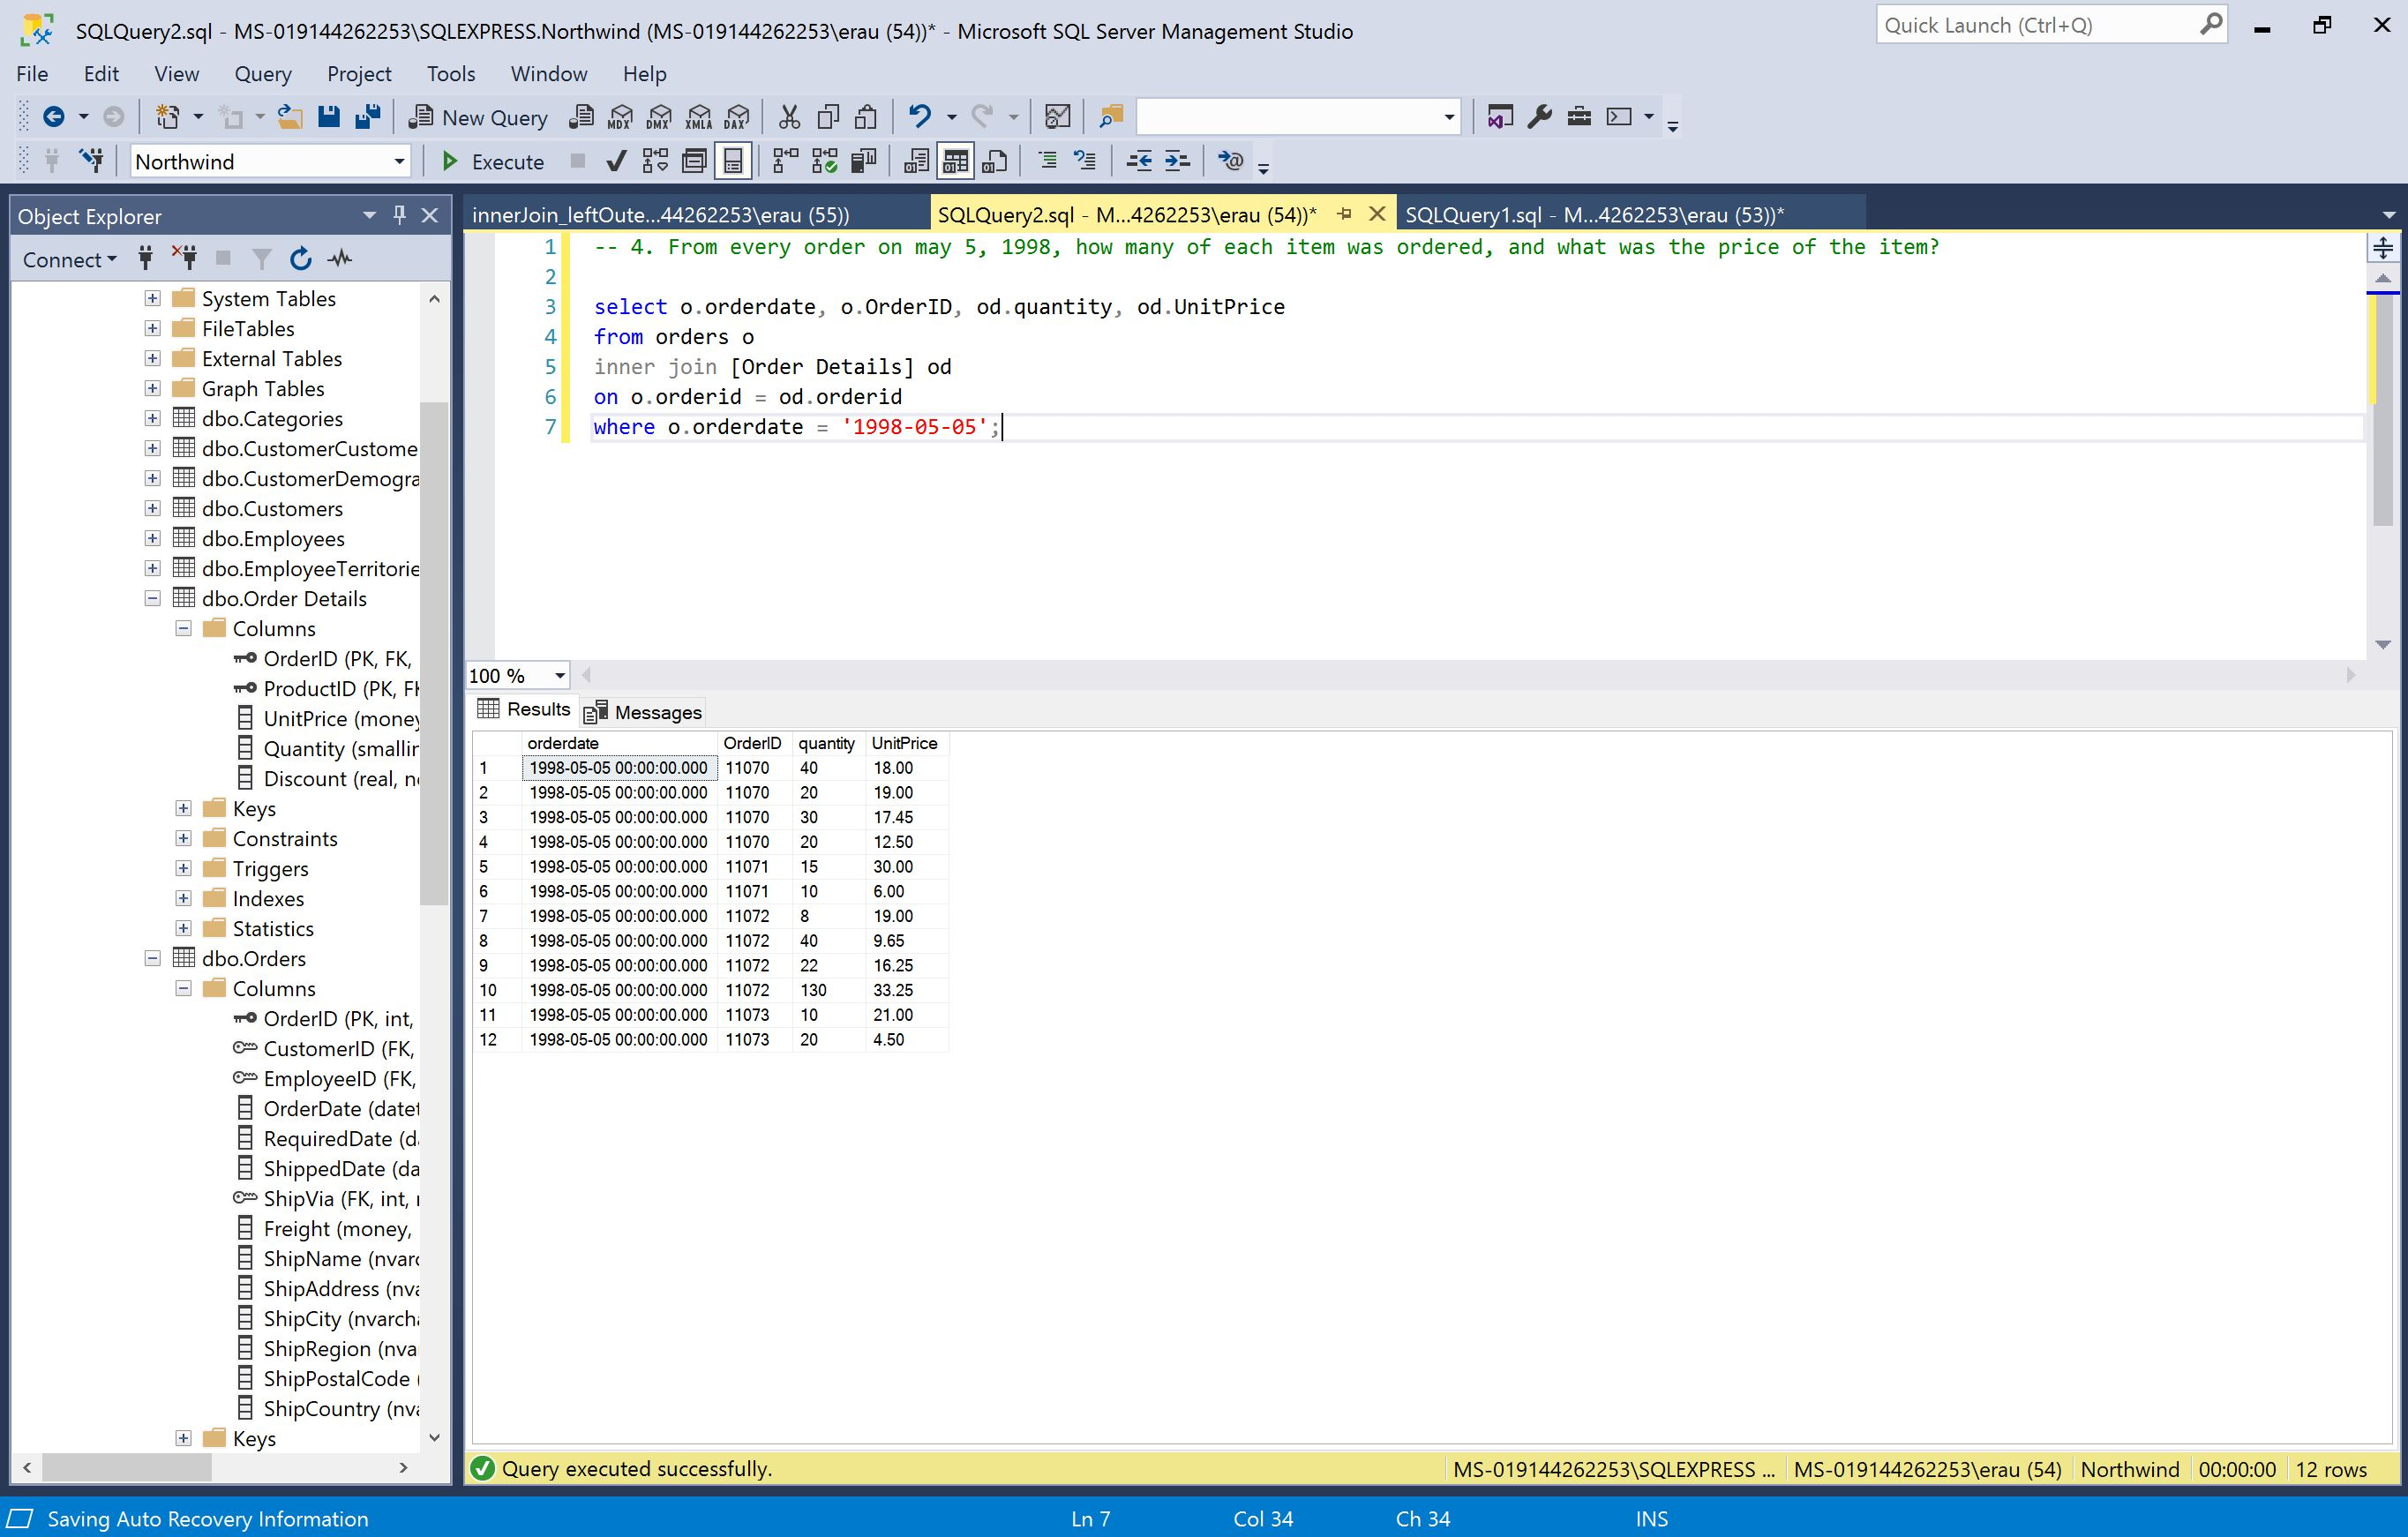 SQLQuery2.sql - MS-019144262253\SQLEXPRESS.Northwind (MS-019144262253\erau (54))* - Microsoft SQL Server Management Studio
Quick Launch (Ctrl+Q)
File Edit View Query Project Tools Window Help
New Query MDX DMX XMLA DAX
Northwind Execute
Object Explorer
Connect
System Tables
FileTables
External Tables
Graph Tables
dbo.Categories
dbo.CustomerCustome
dbo.CustomerDemogra
dbo.Customers
dbo.Employees
dbo.EmployeeTerritorie
dbo.Order Details
Columns
OrderID (PK, FK,
ProductID (PK, FK
UnitPrice (money
Quantity (smallin
Discount (real, n
Keys
Constraints
Triggers
Indexes
Statistics
dbo.Orders
Columns
OrderID (PK, int,
CustomerID (FK,
EmployeeID (FK,
OrderDate (datet
RequiredDate (da
ShippedDate (da
ShipVia (FK, int, n
Freight (money,
ShipName (nvarc
ShipAddress (nva
ShipCity (nvarcha
ShipRegion (nva
ShipPostalCode (
ShipCountry (nva
Keys
innerJoin_leftOute...44262253\erau (55))
SQLQuery2.sql - M...4262253\erau (54))*
SQLQuery1.sql - M...4262253\erau (53))*
1 -- 4. From every order on may 5, 1998, how many of each item was ordered, and what was the price of the item?
2
3 select o.orderdate, o.OrderID, od.quantity, od.UnitPrice
4 from orders o
5 inner join [Order Details] od
6 on o.orderid = od.orderid
7 where o.orderdate = '1998-05-05';
100 %
Results Messages
orderdate OrderID quantity UnitPrice
1 1998-05-05 00:00:00.000 11070 40 18.00
2 1998-05-05 00:00:00.000 11070 20 19.00
3 1998-05-05 00:00:00.000 11070 30 17.45
4 1998-05-05 00:00:00.000 11070 20 12.50
5 1998-05-05 00:00:00.000 11071 15 30.00
6 1998-05-05 00:00:00.000 11071 10 6.00
7 1998-05-05 00:00:00.000 11072 8 19.00
8 1998-05-05 00:00:00.000 11072 40 9.65
9 1998-05-05 00:00:00.000 11072 22 16.25
10 1998-05-05 00:00:00.000 11072 130 33.25
11 1998-05-05 00:00:00.000 11073 10 21.00
12 1998-05-05 00:00:00.000 11073 20 4.50
Query executed successfully. MS-019144262253\SQLEXPRESS ... MS-019144262253\erau (54) Northwind 00:00:00 12 rows
Saving Auto Recovery Information Ln 7 Col 34 Ch 34 INS